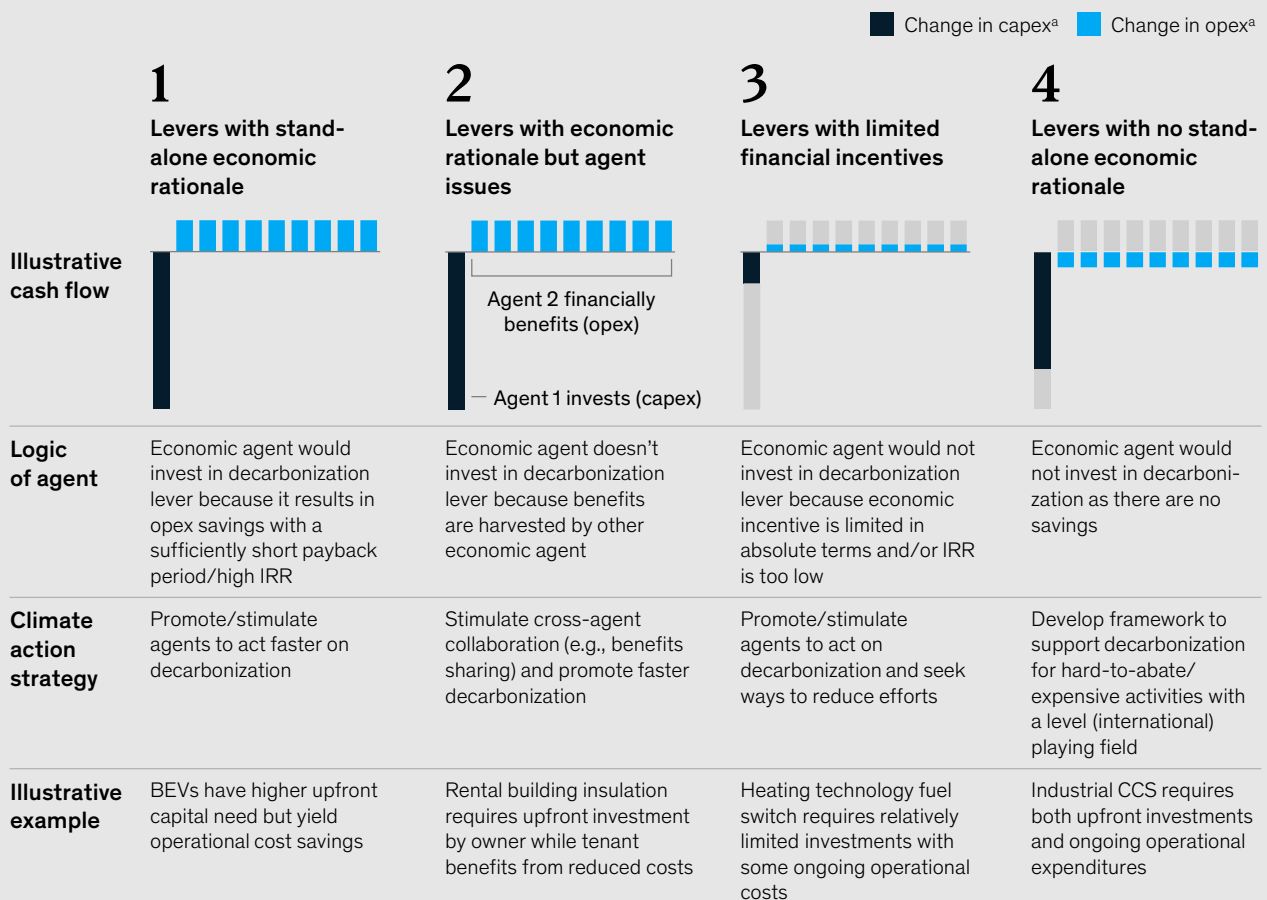 Change in capexᵃ
Change in opexᵃ
1
Levers with stand-
alone economic
rationale
2
Levers with economic
rationale but agent
issues
3
Levers with limited
financial incentives
4
Levers with no stand-
alone economic
rationale
Illustrative
cash flow
Agent 2 financially
benefits (opex)
Agent 1 invests (capex)
Logic
of agent
Economic agent would
invest in decarbonization
lever because it results in
opex savings with a
sufficiently short payback
period/high IRR
Economic agent doesn’t
invest in decarbonization
lever because benefits
are harvested by other
economic agent
Economic agent would not
invest in decarbonization
lever because economic
incentive is limited in
absolute terms and/or IRR
is too low
Economic agent would
not invest in decarboni-
zation as there are no
savings
Climate
action
strategy
Promote/stimulate
agents to act faster on
decarbonization
Stimulate cross-agent
collaboration (e.g., benefits
sharing) and promote faster
decarbonization
Promote/stimulate
agents to act on
decarbonization and seek
ways to reduce efforts
Develop framework to
support decarbonization
for hard-to-abate/
expensive activities with
a level (international)
playing field
Illustrative
example
BEVs have higher upfront
capital need but yield
operational cost savings
Rental building insulation
requires upfront investment
by owner while tenant
benefits from reduced costs
Heating technology fuel
switch requires relatively
limited investments with
some ongoing operational
costs
Industrial CCS requires
both upfront investments
and ongoing operational
expenditures